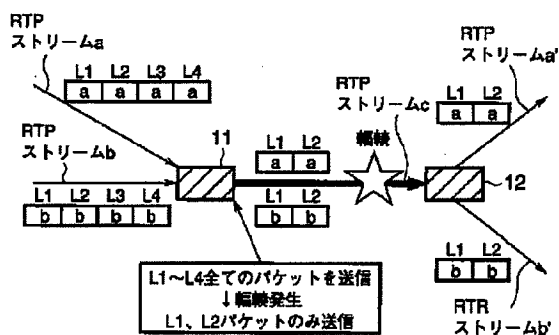 RTP
ストリームa
L1 L2 L3 L4
a a a a
RTP
ストリームb
L1 L2 L3 L4
b b b b
11
L1 L2
a a
L1 L2
b b
RTP
ストリームc
輻輳
12
RTP
ストリームa'
L1 L2
a a
L1 L2
b b
RTR
ストリームb'
L1~L4全てのパケットを送信
↓輻輳発生
L1、L2パケットのみ送信